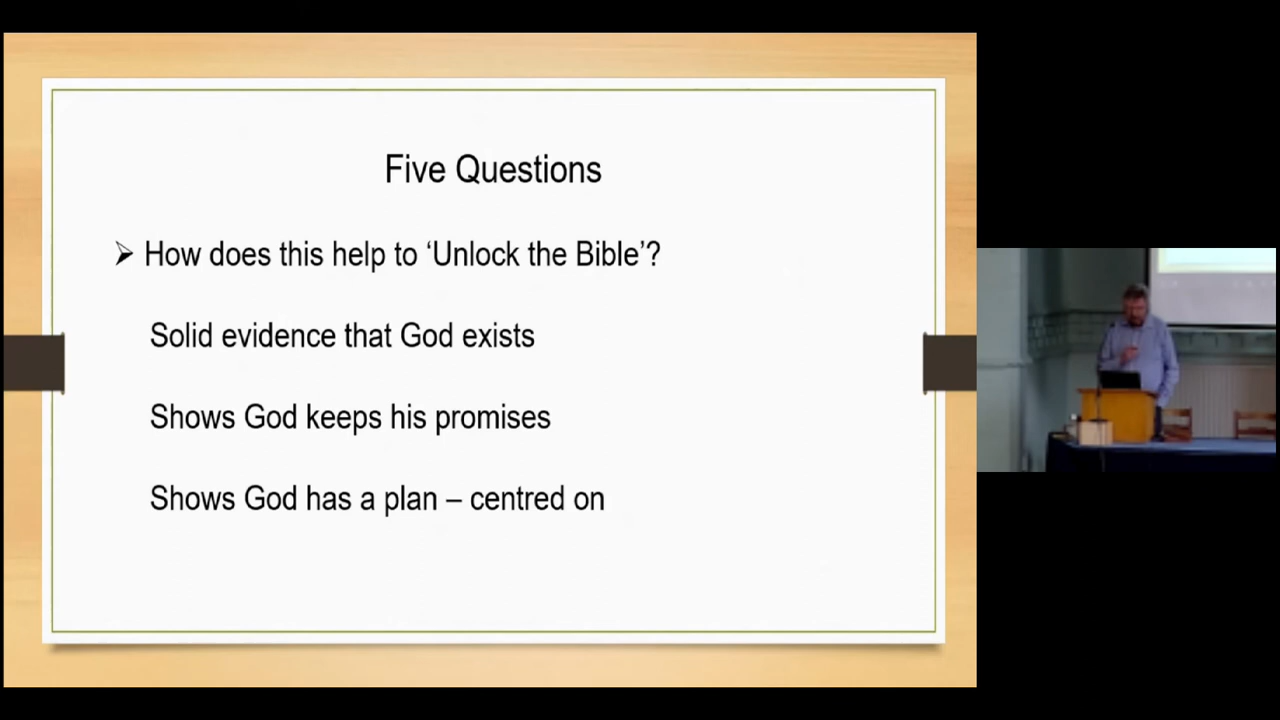 Five Questions
➢ How does this help to ‘Unlock the Bible’?
Solid evidence that God exists
Shows God keeps his promises
Shows God has a plan – centred on